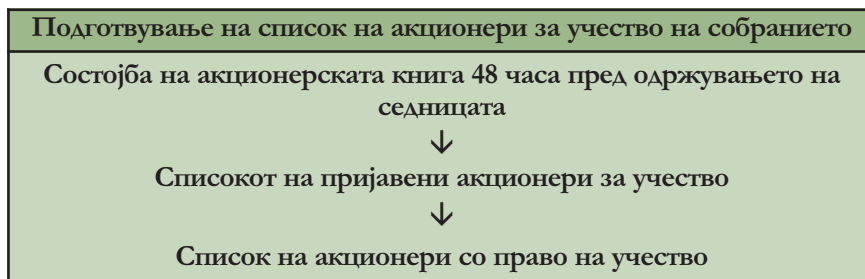 Подготвување на список на акционери за учество на собранието
Состојба на акционерската книга 48 часа пред одржувањето на
седницата
↓
Списокот на пријавени акционери за учество
↓
Список на акционери со право на учество